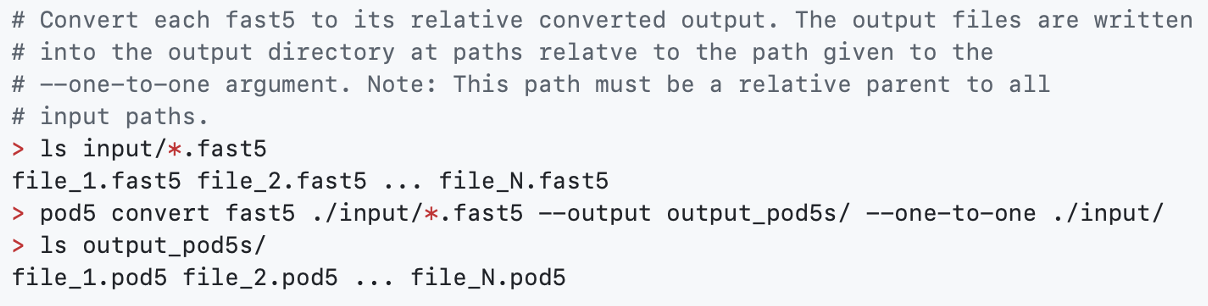 # Convert each fast5 to its relative converted output. The output files are written
# into the output directory at paths relatve to the path given to the
# --one-to-one argument. Note: This path must be a relative parent to all
# input paths.
> ls input/*.fast5
file_1.fast5 file_2.fast5 ... file_N.fast5
> pod5 convert fast5 ./input/*.fast5 --output output_pod5s/ --one-to-one ./input/
> ls output_pod5s/
file_1.pod5 file_2.pod5 ... file_N.pod5